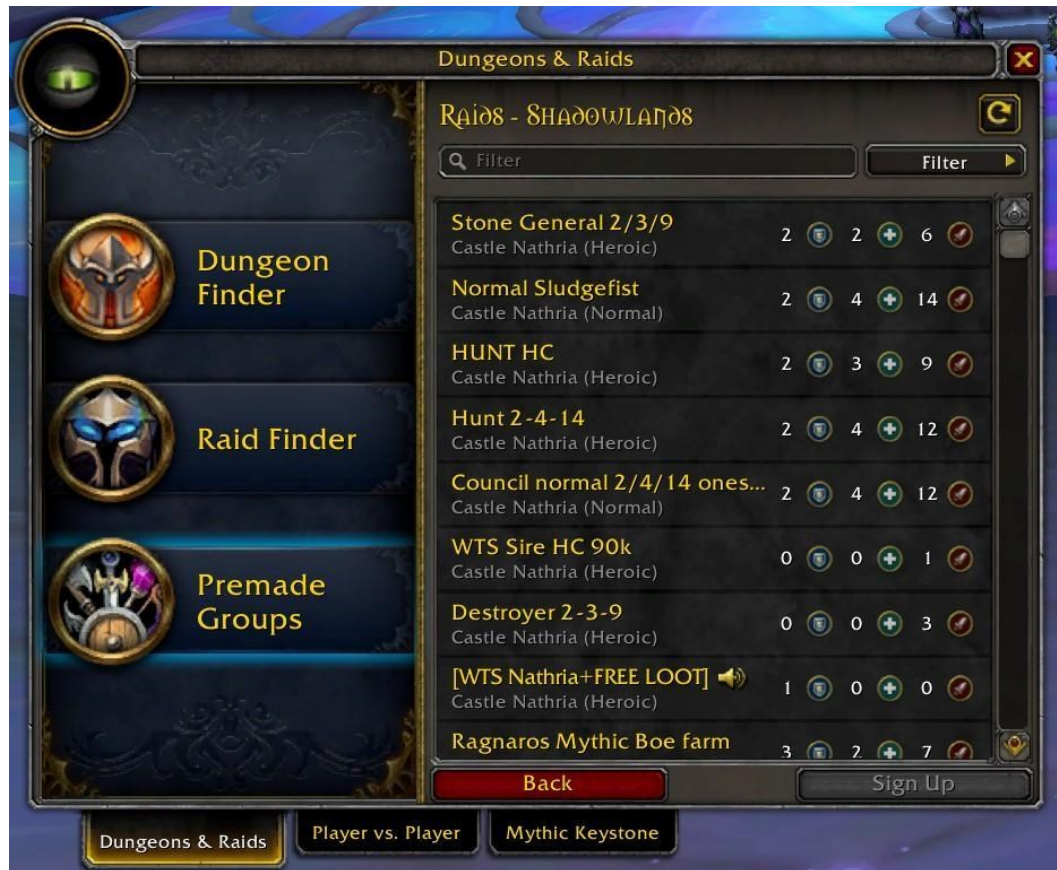 Dungeons & Raids
Raids - Shadowlands
Filter
Filter
Dungeon
Finder
Raid Finder
Premade
Groups
Stone General 2/3/9
Castle Nathria (Heroic)
2 2 6
Normal Sludgefist
Castle Nathria (Normal)
2 4 14
HUNT HC
Castle Nathria (Heroic)
2 3 9
Hunt 2-4-14
Castle Nathria (Heroic)
2 4 12
Council normal 2/4/14 ones...
Castle Nathria (Normal)
2 4 12
WTS Sire HC 90k
Castle Nathria (Heroic)
0 0 1
Destroyer 2-3-9
Castle Nathria (Heroic)
0 0 3
[WTS Nathria+FREE LOOT]
Castle Nathria (Heroic)
1 0 0
Ragnaros Mythic Boe farm
3 2 7
Back
Sign Up
Dungeons & Raids
Player vs. Player
Mythic Keystone